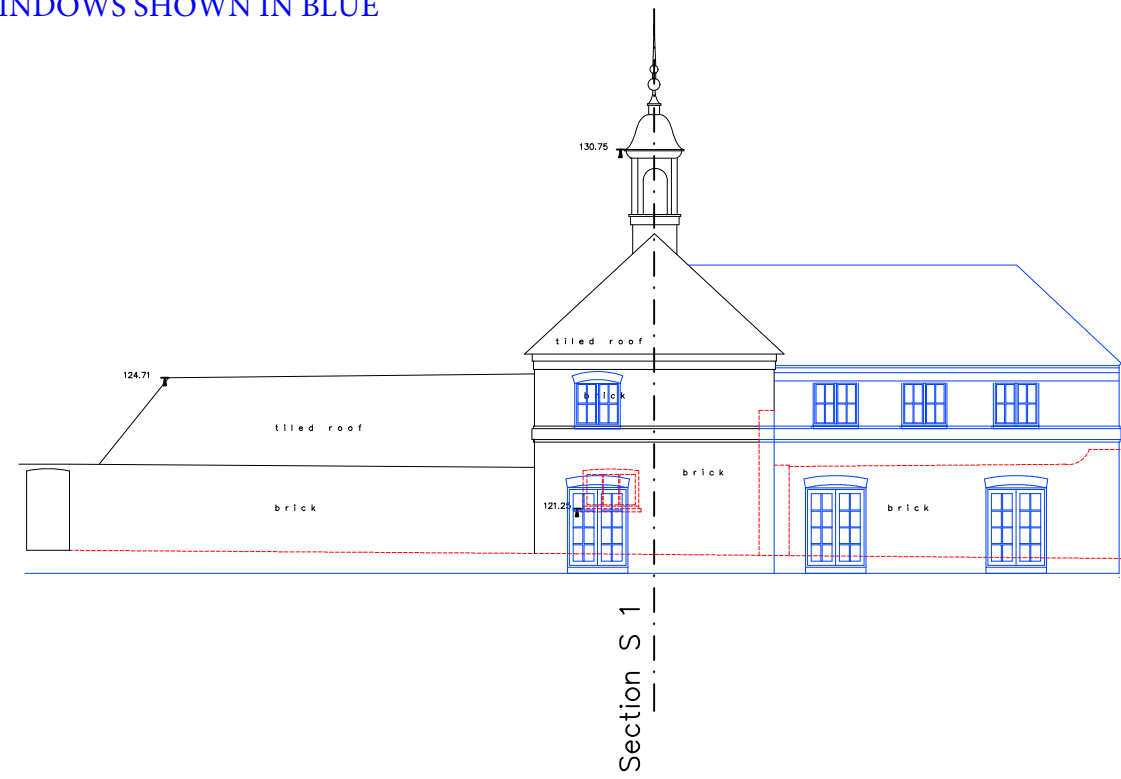 INDOWS SHOWN IN BLUE
130.75
tiled roof
124.71
brick
tiled roof
brick
121.25
brick
brick
Section S 1